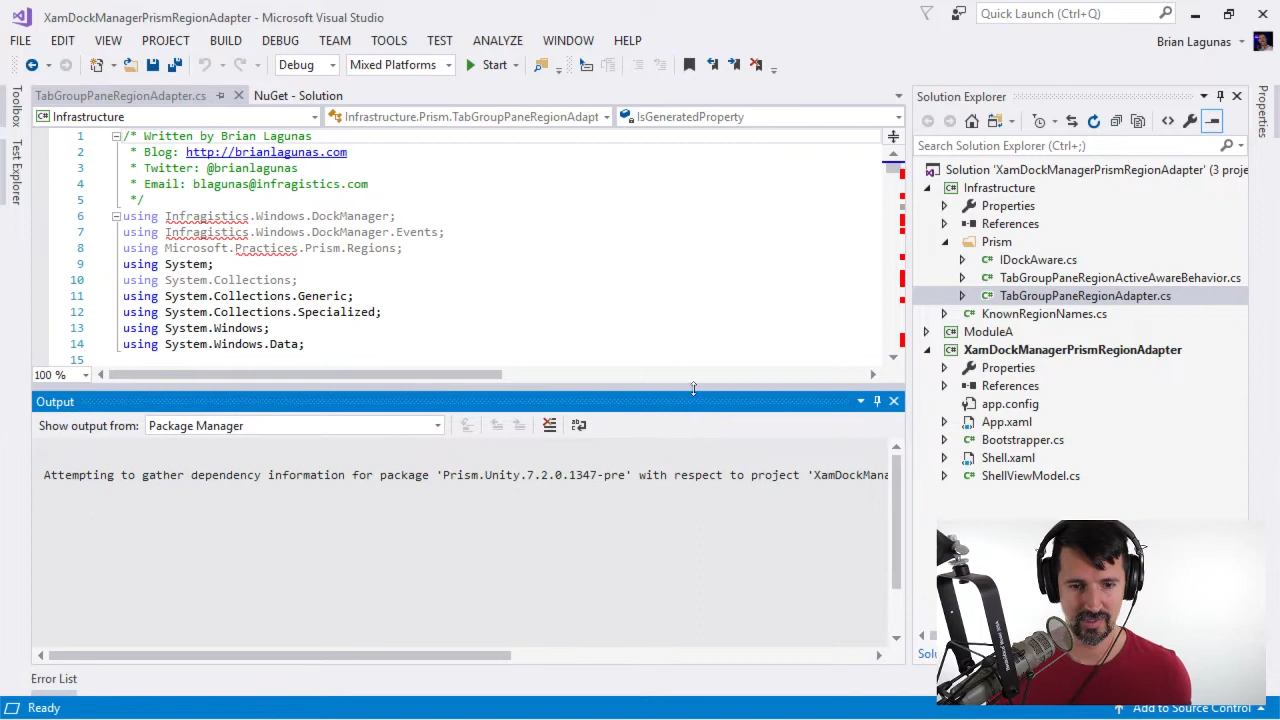 XamDockManagerPrismRegionAdapter - Microsoft Visual Studio
Quick Launch (Ctrl+Q)
FILE EDIT VIEW PROJECT BUILD DEBUG TEAM TOOLS TEST ANALYZE WINDOW HELP
Brian Lagunas
Debug Mixed Platforms Start
Toolbox
Test Explorer
TabGroupPaneRegionAdapter.cs NuGet - Solution
Infrastructure Infrastructure.Prism.TabGroupPaneRegionAdapt IsGeneratedProperty
1 /* Written by Brian Lagunas
2 * Blog: http://brianlagunas.com
3 * Twitter: @brianlagunas
4 * Email: blagunas@infragistics.com
5 */
6 using Infragistics.Windows.DockManager;
7 using Infragistics.Windows.DockManager.Events;
8 using Microsoft.Practices.Prism.Regions;
9 using System;
10 using System.Collections;
11 using System.Collections.Generic;
12 using System.Collections.Specialized;
13 using System.Windows;
14 using System.Windows.Data;
15
100 %
Output
Show output from: Package Manager
Attempting to gather dependency information for package 'Prism.Unity.7.2.0.1347-pre' with respect to project 'XamDockMana
Error List
Ready
Solution Explorer
Search Solution Explorer (Ctrl+;)
Solution 'XamDockManagerPrismRegionAdapter' (3 proje
Infrastructure
Properties
References
Prism
IDockAware.cs
TabGroupPaneRegionActiveAwareBehavior.cs
TabGroupPaneRegionAdapter.cs
KnownRegionNames.cs
ModuleA
XamDockManagerPrismRegionAdapter
Properties
References
app.config
App.xaml
Bootstrapper.cs
Shell.xaml
ShellViewModel.cs
Solu
Properties
Add to Source Control